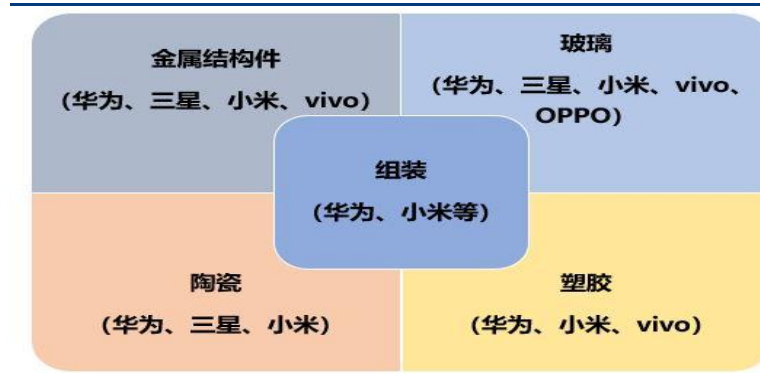 金属结构件
（华为、三星、小米、vivo）
玻璃
（华为、三星、小米、vivo、
OPPO）
组装
（华为、小米等）
陶瓷
（华为、三星、小米）
塑胶
（华为、小米、vivo）